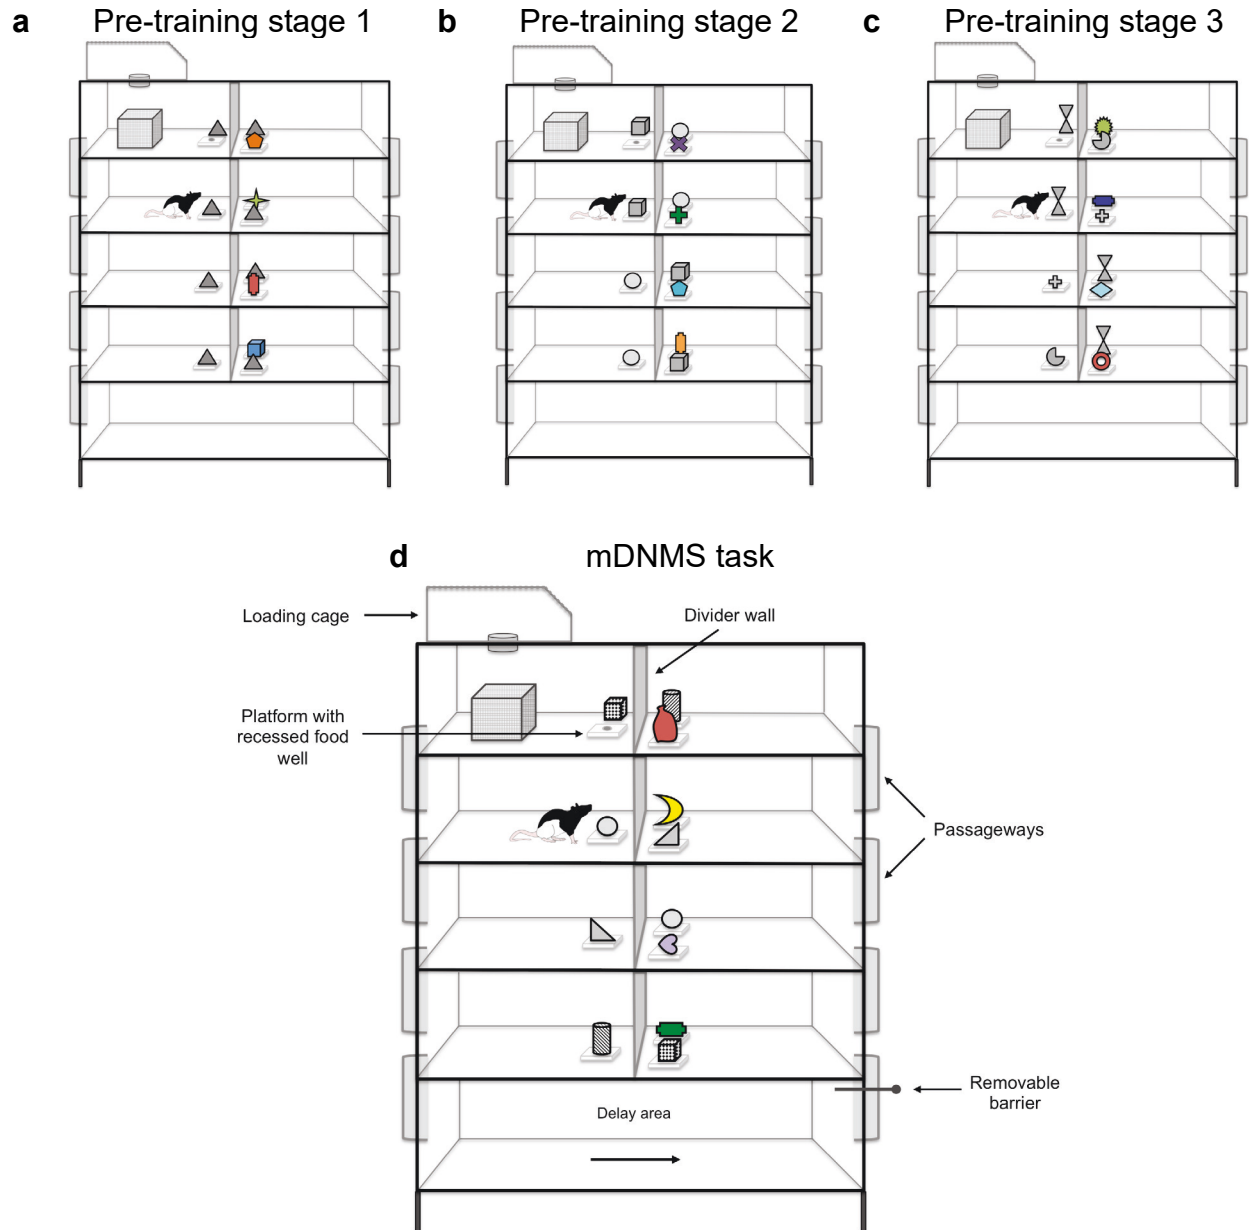 a Pre-training stage 1
b Pre-training stage 2
c Pre-training stage 3
d mDNMS task
Loading cage
Divider wall
Platform with
recessed food
well
Passageways
Removable
barrier
Delay area